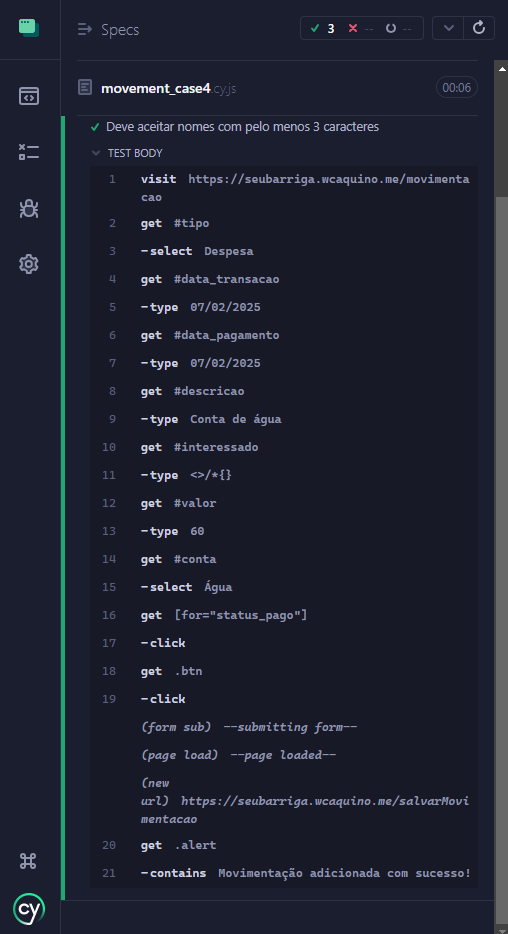 Specs
3 -- --
movement_case4.cy.js 00:06
Deve aceitar nomes com pelo menos 3 caracteres
TEST BODY
1 visit https://seubarriga.wcaquino.me/movimenta
cao
2 get #tipo
3 -select Despesa
4 get #data_transacao
5 -type 07/02/2025
6 get #data_pagamento
7 -type 07/02/2025
8 get #descricao
9 -type Conta de água
10 get #interessado
11 -type <>/*{}
12 get #valor
13 -type 60
14 get #conta
15 -select Água
16 get [for="status_pago"]
17 -click
18 get .btn
19 -click
(form sub) --submitting form--
(page load) --page loaded--
(new
url) https://seubarriga.wcaquino.me/salvarMovi
mentacao
20 get .alert
21 -contains Movimentação adicionada com sucesso!
cy